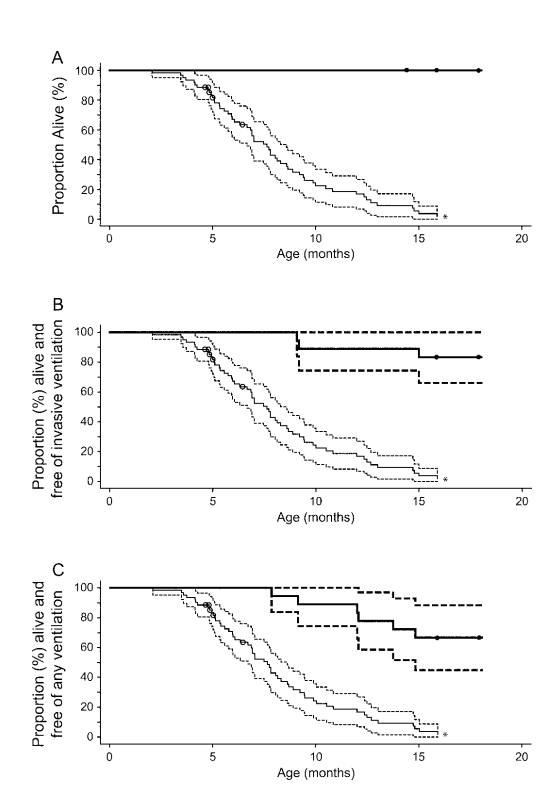 A
Proportion Alive (%)
100
80
60
40
20
0
*
0 5 10 15 20
Age (months)
B
Proportion (%) alive and
free of invasive ventilation
100
80
60
40
20
0
*
0 5 10 15 20
Age (months)
C
Proportion (%) alive and
free of any ventilation
100
80
60
40
20
0
*
0 5 10 15 20
Age (months)